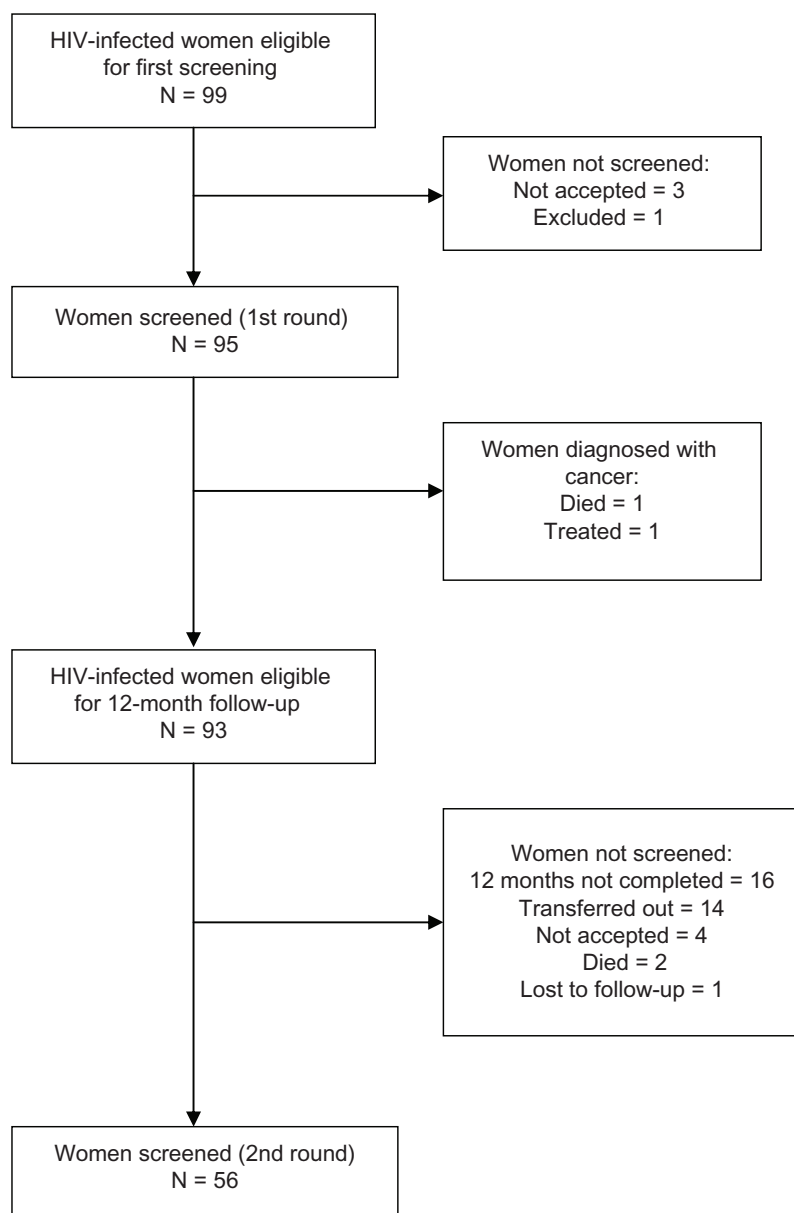 HIV-infected women eligible
for first screening
N = 99
Women not screened:
Not accepted = 3
Excluded = 1
Women screened (1st round)
N = 95
Women diagnosed with
cancer:
Died = 1
Treated = 1
HIV-infected women eligible
for 12-month follow-up
N = 93
Women not screened:
12 months not completed = 16
Transferred out = 14
Not accepted = 4
Died = 2
Lost to follow-up = 1
Women screened (2nd round)
N = 56